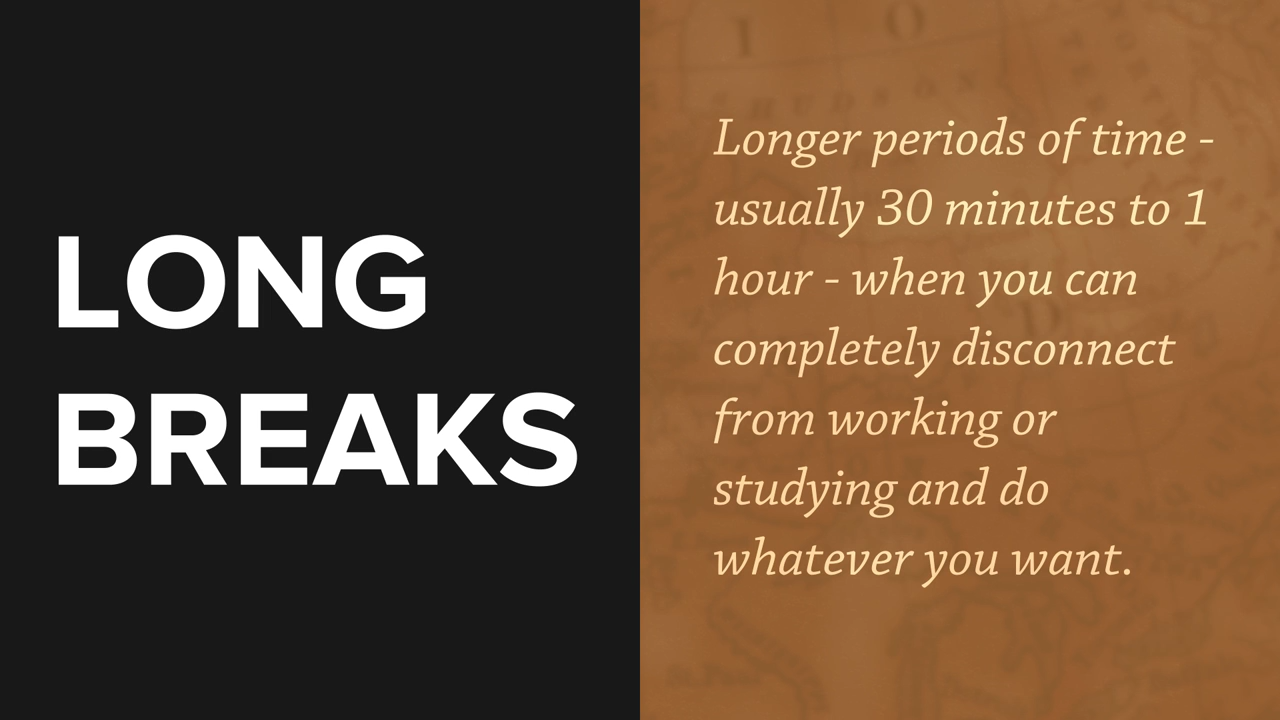 LONG
BREAKS
Longer periods of time -
usually 30 minutes to 1
hour - when you can
completely disconnect
from working or
studying and do
whatever you want.